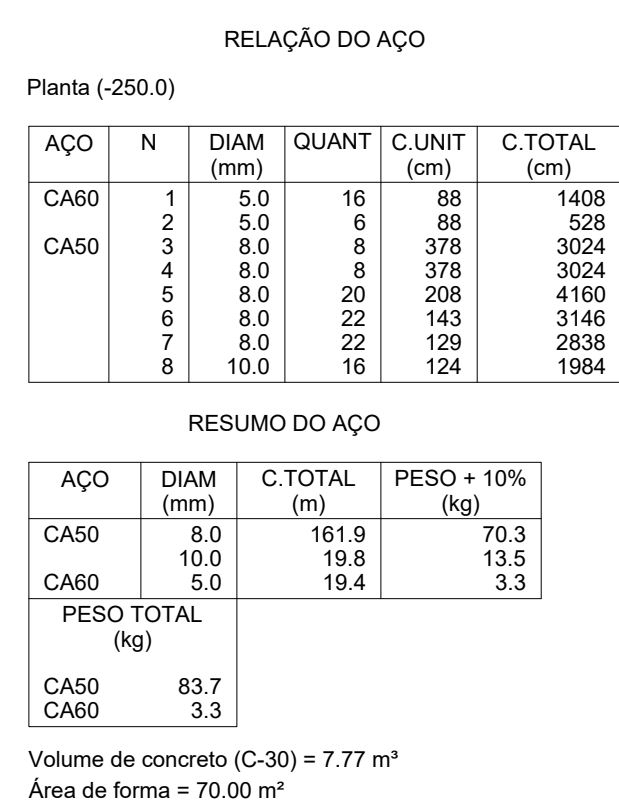 RELAÇÃO DO AÇO
Planta (-250.0)
AÇO N DIAM QUANT C.UNIT C.TOTAL
(mm) (cm) (cm)
CA60 1 5.0 16 88 1408
2 5.0 6 88 528
CA50 3 8.0 8 378 3024
4 8.0 8 378 3024
5 8.0 20 208 4160
6 8.0 22 143 3146
7 8.0 22 129 2838
8 10.0 16 124 1984
RESUMO DO AÇO
AÇO DIAM C.TOTAL PESO + 10%
(mm) (m) (kg)
CA50 8.0 161.9 70.3
10.0 19.8 13.5
CA60 5.0 19.4 3.3
PESO TOTAL
(kg)
CA50 83.7
CA60 3.3
Volume de concreto (C-30) = 7.77 m³
Área de forma = 70.00 m²